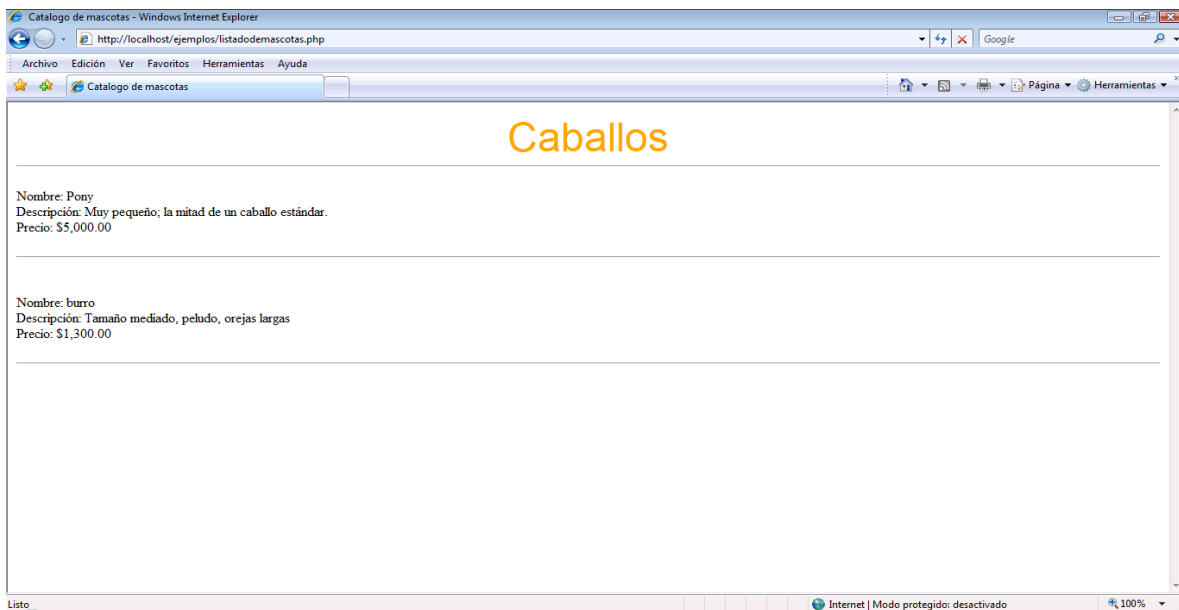 Catalogo de mascotas - Windows Internet Explorer
http://localhost/ejemplos/listadodemascotas.php
Google
Archivo Edición Ver Favoritos Herramientas Ayuda
Catalogo de mascotas
Página Herramientas
Caballos
Nombre: Pony
Descripción: Muy pequeño; la mitad de un caballo estándar.
Precio: $5,000.00
Nombre: burro
Descripción: Tamaño mediado, peludo, orejas largas
Precio: $1,300.00
Listo
Internet | Modo protegido: desactivado
100%